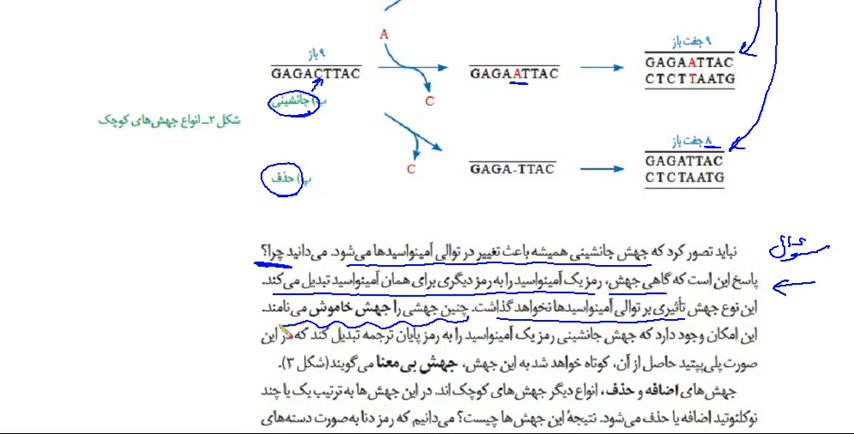 A
۹ باز
GAGACTTAC
GAGAATTAC
۹ جفت باز
GAGAATTAC
CTCTTAATG
C
ب) جانشینی
شکل ۲ــ انواع جهش‌های کوچک
۸ جفت باز
C
GAGA-TTAC
GAGATTAC
CTCTAATG
پ) حذف
نباید تصور کرد که جهش جانشینی همیشه باعث تغییر در توالی آمینواسیدها می‌شود. می‌دانید چرا؟
پاسخ این است که گاهی جهش، رمز یک آمینواسید را به رمز دیگری برای همان آمینواسید تبدیل می‌کند.
این نوع جهش تأثیری بر توالی آمینواسیدها نخواهد گذاشت. چنین جهشی را جهش خاموش می‌نامند.
این امکان وجود دارد که جهش جانشینی رمز یک آمینواسید را به رمز پایان ترجمه تبدیل کند که در این
صورت پلی‌پپتید حاصل از آن، کوتاه خواهد شد به این جهش، جهش بی‌معنا می‌گویند (شکل ۳).
جهش‌های اضافه و حذف، انواع دیگر جهش‌های کوچک اند. در این جهش‌ها به ترتیب یک یا چند
نوکلئوتید اضافه یا حذف می‌شود. نتیجهٔ این جهش‌ها چیست؟ می‌دانیم که رمز دنا به‌صورت دسته‌های